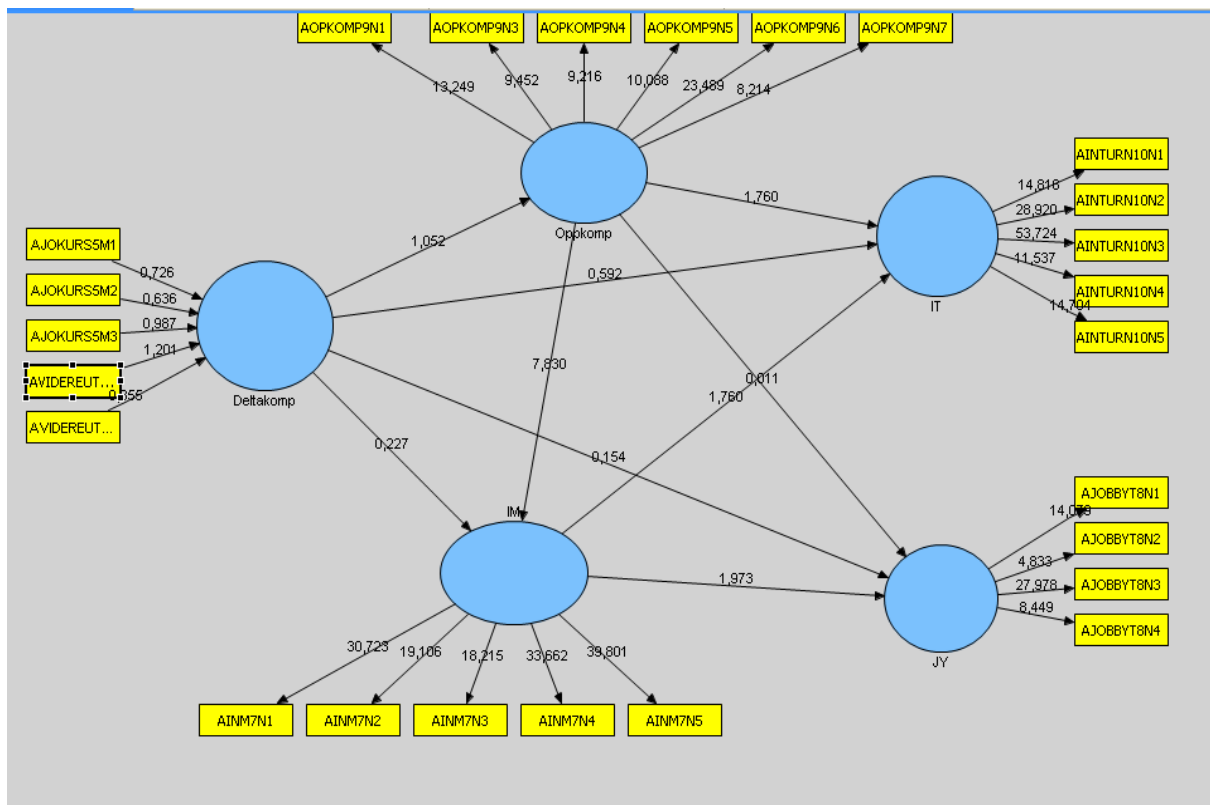 AOPKOMP9N1 AOPKOMP9N3 AOPKOMP9N4 AOPKOMP9N5 AOPKOMP9N6 AOPKOMP9N7
13,249 9,452 9,216 10,088 23,489 8,214
Oppkomp
AINTURN10N1
AINTURN10N2
AINTURN10N3
AINTURN10N4
AINTURN10N5
14,816
28,920
53,724
11,537
14,704
IT
1,760
1,052
0,592
AJOKURS5M1
AJOKURS5M2
AJOKURS5M3
AVIDEREUT...
AVIDEREUT...
0,726
0,636
0,987
1,201
Deltakomp
7,830
0,011
1,760
0,227
0,154
IM
1,973
AJOBBYT8N1
AJOBBYT8N2
AJOBBYT8N3
AJOBBYT8N4
14,079
4,833
27,978
8,449
JY
30,723 19,106 18,215 33,662 39,801
AINM7N1 AINM7N2 AINM7N3 AINM7N4 AINM7N5